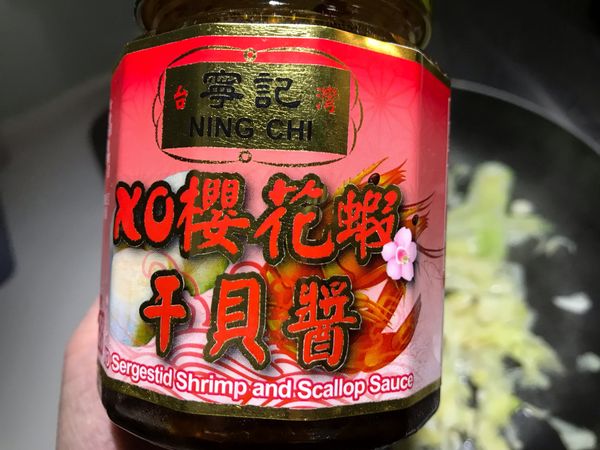 台 寧記 灣
NING CHI
XO櫻花蝦
干貝醬
Sergestid Shrimp and Scallop Sauce